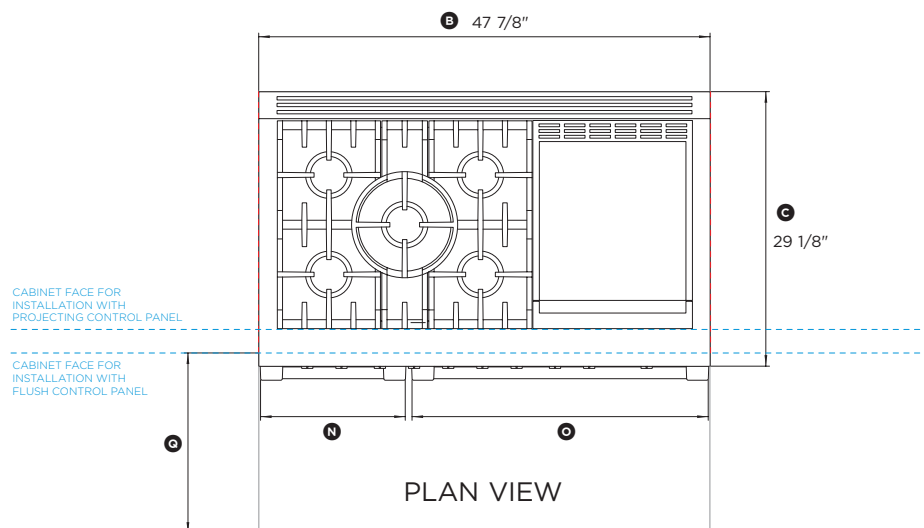 B 47 7/8"
C
29 1/8"
CABINET FACE FOR
INSTALLATION WITH
PROJECTING CONTROL PANEL
CABINET FACE FOR
INSTALLATION WITH
FLUSH CONTROL PANEL
N
O
Q
PLAN VIEW